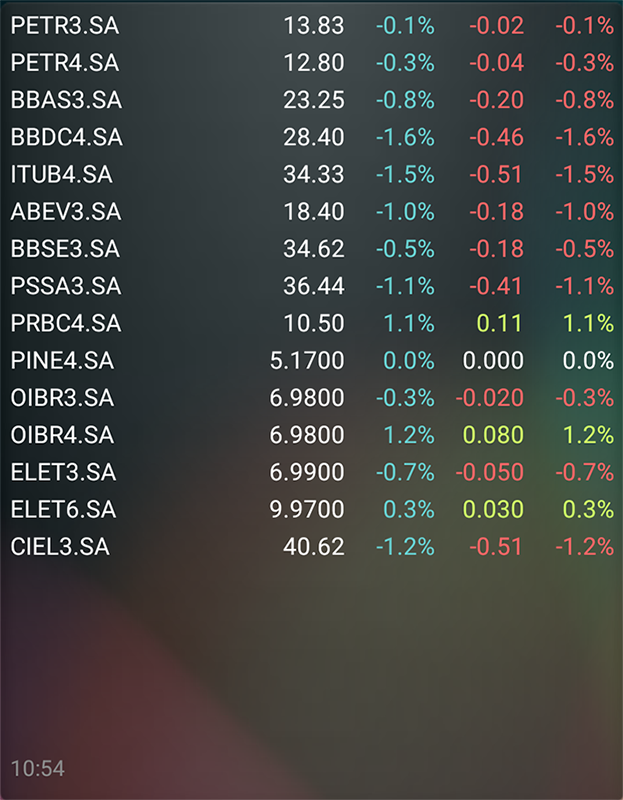 PETR3.SA 13.83 -0.1% -0.02 -0.1%
PETR4.SA 12.80 -0.3% -0.04 -0.3%
BBAS3.SA 23.25 -0.8% -0.20 -0.8%
BBDC4.SA 28.40 -1.6% -0.46 -1.6%
ITUB4.SA 34.33 -1.5% -0.51 -1.5%
ABEV3.SA 18.40 -1.0% -0.18 -1.0%
BBSE3.SA 34.62 -0.5% -0.18 -0.5%
PSSA3.SA 36.44 -1.1% -0.41 -1.1%
PRBC4.SA 10.50 1.1% 0.11 1.1%
PINE4.SA 5.1700 0.0% 0.000 0.0%
OIBR3.SA 6.9800 -0.3% -0.020 -0.3%
OIBR4.SA 6.9800 1.2% 0.080 1.2%
ELET3.SA 6.9900 -0.7% -0.050 -0.7%
ELET6.SA 9.9700 0.3% 0.030 0.3%
CIEL3.SA 40.62 -1.2% -0.51 -1.2%
10:54